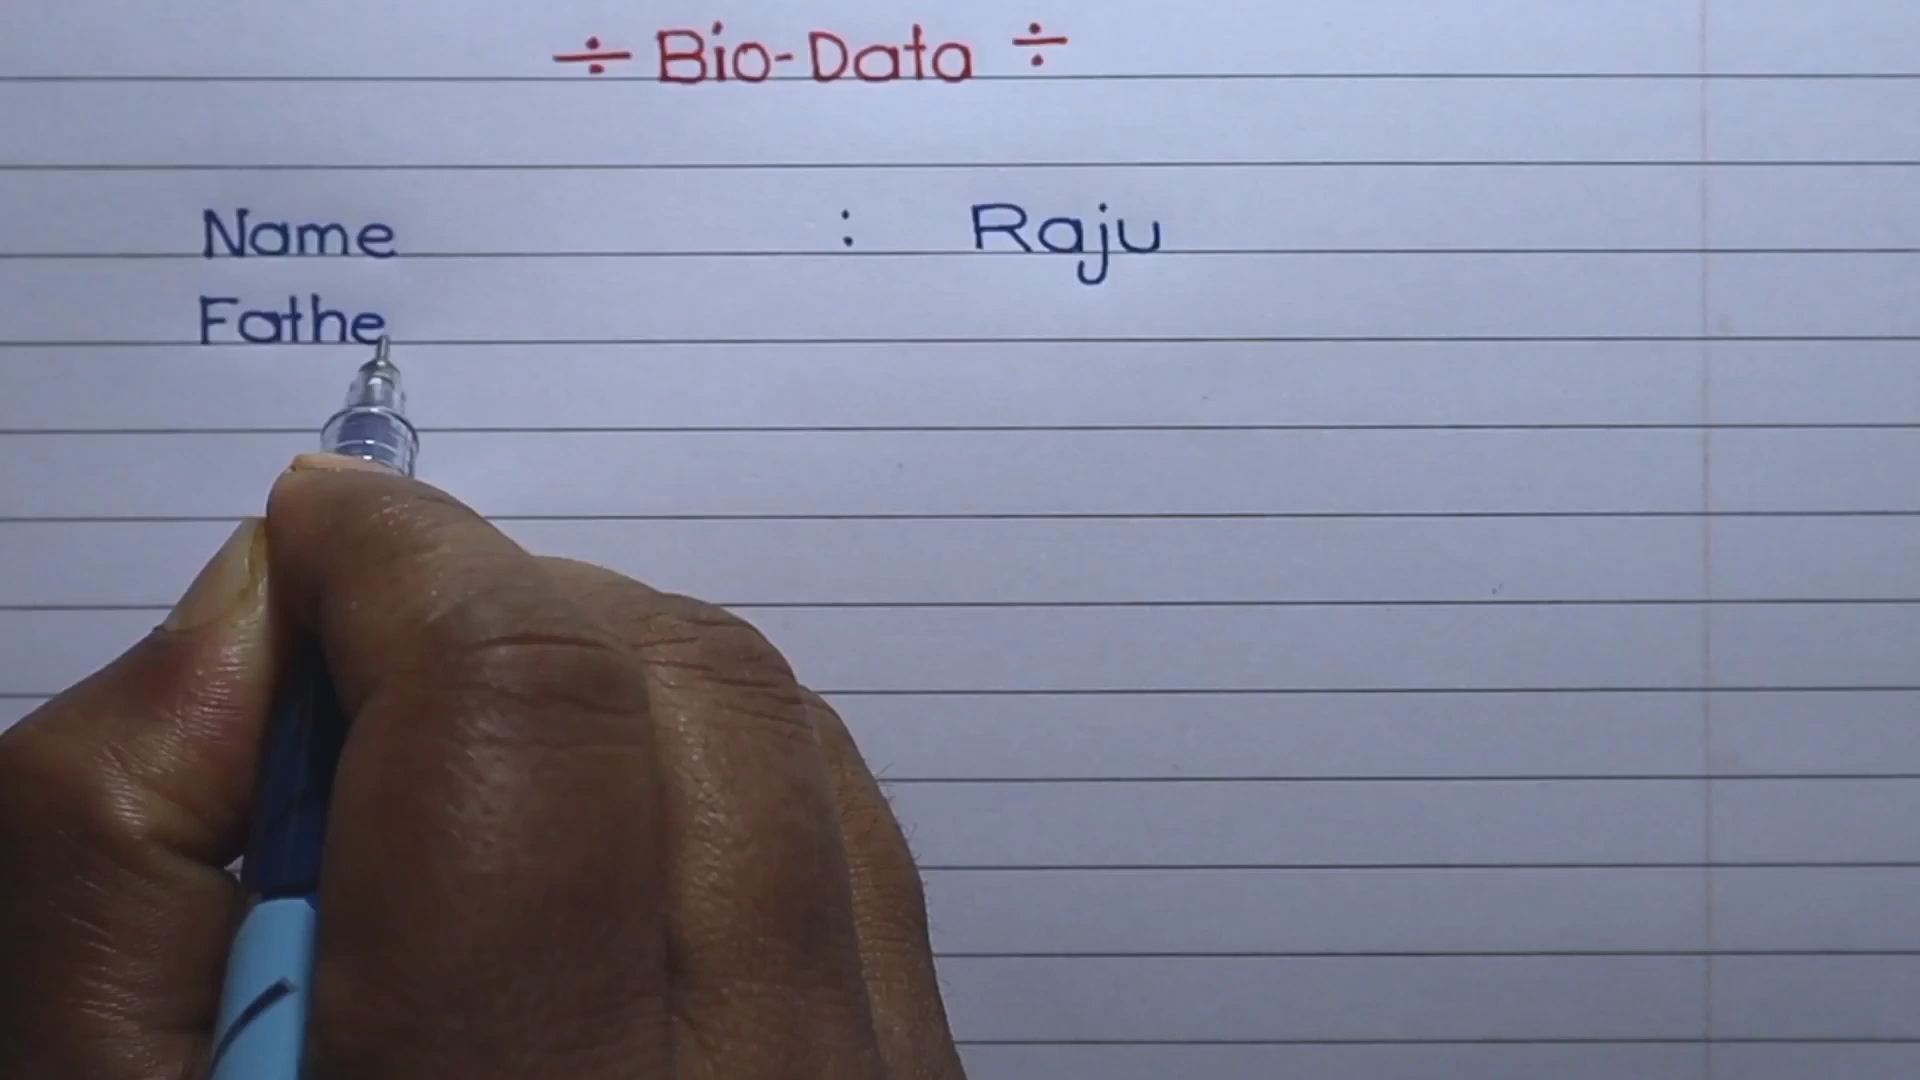 ÷ Bio-Data ÷
Name : Raju
Fathe